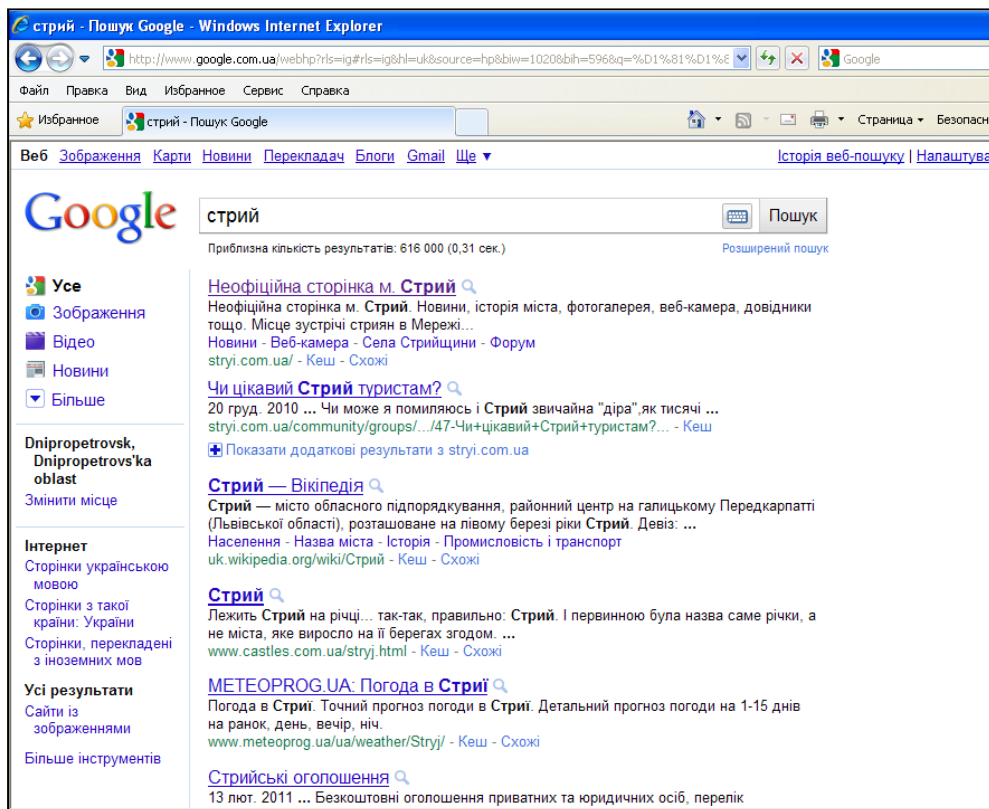 стрий - Пошук Google - Windows Internet Explorer
http://www.google.com.ua/webhp?rls=ig#rls=ig&hl=uk&source=hp&biw=1020&bih=596&q=%D1%81%D1%8
Google
Файл Правка Вид Избранное Сервис Справка
Избранное стрий - Пошук Google Страница Безопасн
Веб Зображення Карти Новини Перекладач Блоги Gmail Ще ▼ Історія веб-пошуку | Налаштува
Google стрий Пошук
Приблизна кількість результатів: 616 000 (0,31 сек.) Розширений пошук
Усе
Зображення
Відео
Новини
Більше
Dnipropetrovsk,
Dnipropetrovs'ka
oblast
Змінити місце
Інтернет
Сторінки українською
мовою
Сторінки з такої
країни: України
Сторінки, перекладені
з іноземних мов
Усі результати
Сайти із
зображеннями
Більше інструментів
Неофіційна сторінка м. Стрий
Неофіційна сторінка м. Стрий. Новини, історія міста, фотогалерея, веб-камера, довідники
тощо. Місце зустрічі стриян в Мережі...
Новини - Веб-камера - Села Стрийщини - Форум
stryi.com.ua/ - Кеш - Схожі
Чи цікавий Стрий туристам?
20 груд. 2010 ... Чи може я помиляюсь і Стрий звичайна "діра",як тисячі ...
stryi.com.ua/community/groups/.../47-Чи+цікавий+Стрий+туристам?... - Кеш
Показати додаткові результати з stryi.com.ua
Стрий — Вікіпедія
Стрий — місто обласного підпорядкування, районний центр на галицькому Передкарпатті
(Львівської області), розташоване на лівому березі ріки Стрий. Девіз: ...
Населення - Назва міста - Історія - Промисловість і транспорт
uk.wikipedia.org/wiki/Стрий - Кеш - Схожі
Стрий
Лежить Стрий на річці... так-так, правильно: Стрий. І первинною була назва саме річки, а
не міста, яке виросло на її берегах згодом. ...
www.castles.com.ua/stryj.html - Кеш - Схожі
METEOPROG.UA: Погода в Стриї
Погода в Стриї. Точний прогноз погоди в Стриї. Детальний прогноз погоди на 1-15 днів
на ранок, день, вечір, ніч.
www.meteoprog.ua/ua/weather/Stryj/ - Кеш - Схожі
Стрийські оголошення
13 лют. 2011 ... Безкоштовні оголошення приватних та юридичних осіб, перелік